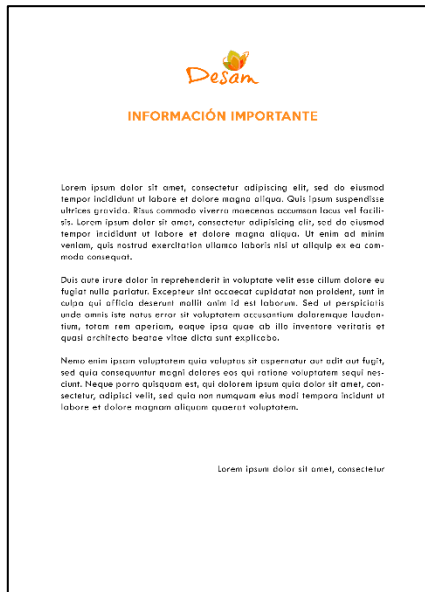 Desam
INFORMACIÓN IMPORTANTE
Lorem ipsum dolor sit amet, consectetur adipiscing elit, sed do eiusmod
tempor incididunt ut labore et dolore magna aliqua. Quis ipsum suspendisse
ultrices gravida. Risus commodo viverra maecenas accumsan lacus vel facili-
sis. Lorem ipsum dolor sit amet, consectetur adipisicing elit, sed do eiusmod
tempor incididunt ut labore et dolore magna aliqua. Ut enim ad minim
veniam, quis nostrud exercitation ullamco laboris nisi ut aliquip ex ea com-
modo consequat.
Duis aute irure dolor in reprehenderit in voluptate velit esse cillum dolore eu
fugiat nulla pariatur. Excepteur sint occaecat cupidatat non proident, sunt in
culpa qui officia deserunt mollit anim id est laborum. Sed ut perspiciatis
unde omnis iste natus error sit voluptatem accusantium doloremque laudan-
tium, totam rem aperiam, eaque ipsa quae ab illo inventore veritatis et
quasi architecto beatae vitae dicta sunt explicabo.
Nemo enim ipsam voluptatem quia voluptas sit aspernatur aut odit aut fugit,
sed quia consequuntur magni dolores eos qui ratione voluptatem sequi nes-
ciunt. Neque porro quisquam est, qui dolorem ipsum quia dolor sit amet, con-
sectetur, adipisci velit, sed quia non numquam eius modi tempora incidunt ut
labore et dolore magnam aliquam quaerat voluptatem.
Lorem ipsum dolor sit amet, consectetur